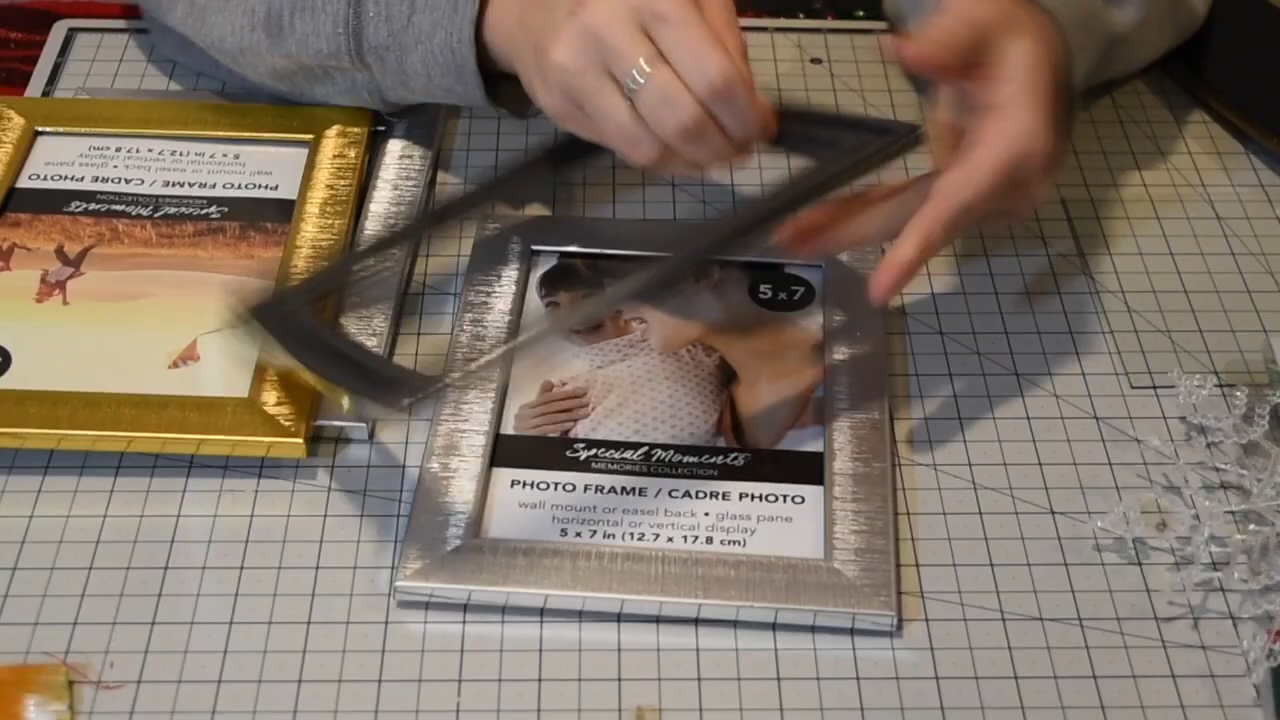 5 x 7
Special Moments
MEMORIES COLLECTION
PHOTO FRAME / CADRE PHOTO
wall mount or easel back • glass pane
horizontal or vertical display
5 x 7 in (12.7 x 17.8 cm)
Special Moments
MEMORIES COLLECTION
PHOTO FRAME / CADRE PHOTO
wall mount or easel back • glass pane
horizontal or vertical display
5 x 7 in (12.7 x 17.8 cm)